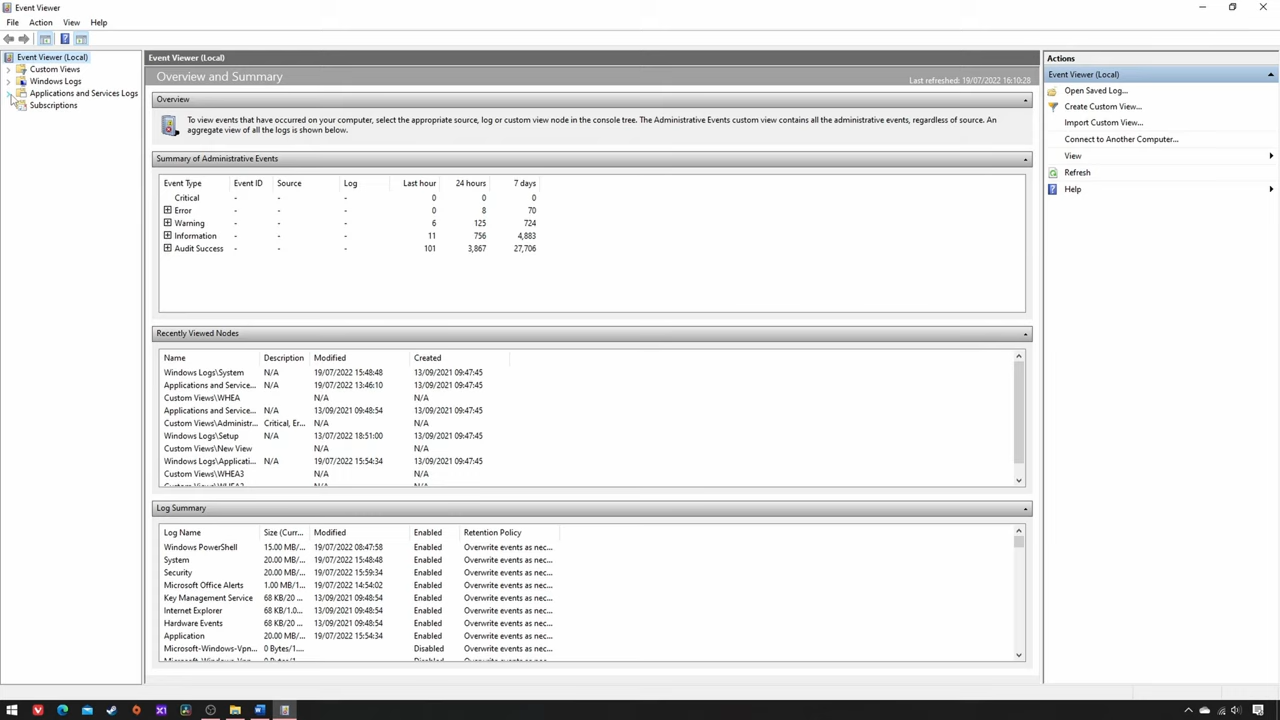 Event Viewer
File Action View Help
Event Viewer (Local)
Custom Views
Windows Logs
Applications and Services Logs
Subscriptions
Event Viewer (Local)
Overview and Summary Last refreshed: 19/07/2022 16:10:28
Overview
To view events that have occurred on your computer, select the appropriate source, log or custom view node in the console tree. The Administrative Events custom view contains all the administrative events, regardless of source. An
aggregate view of all the logs is shown below.
Summary of Administrative Events
Event Type Event ID Source Log Last hour 24 hours 7 days
Critical - - - 0 0 0
Error - - - 0 8 70
Warning - - - 6 125 724
Information - - - 11 756 4,883
Audit Success - - - 101 3,867 27,706
Recently Viewed Nodes
Name Description Modified Created
Windows Logs\System N/A 19/07/2022 15:48:48 13/09/2021 09:47:45
Applications and Service... N/A 19/07/2022 13:46:10 13/09/2021 09:47:45
Custom Views\WHEA N/A N/A
Applications and Service... N/A 13/09/2021 09:48:54 13/09/2021 09:47:45
Custom Views\Administr... Critical, Er... N/A N/A
Windows Logs\Setup N/A 13/07/2022 18:51:00 13/09/2021 09:47:45
Custom Views\New View N/A N/A
Windows Logs\Applicati... N/A 19/07/2022 15:54:34 13/09/2021 09:47:45
Custom Views\WHEA3 N/A N/A
Log Summary
Log Name Size (Curr... Modified Enabled Retention Policy
Windows PowerShell 15.00 MB/... 19/07/2022 08:47:58 Enabled Overwrite events as nec...
System 20.00 MB/... 19/07/2022 15:48:48 Enabled Overwrite events as nec...
Security 20.00 MB/... 19/07/2022 15:59:34 Enabled Overwrite events as nec...
Microsoft Office Alerts 1.00 MB/1... 19/07/2022 14:54:02 Enabled Overwrite events as nec...
Key Management Service 68 KB/20 ... 13/09/2021 09:48:54 Enabled Overwrite events as nec...
Internet Explorer 68 KB/1.0... 13/09/2021 09:48:54 Enabled Overwrite events as nec...
Hardware Events 68 KB/20 ... 13/09/2021 09:48:54 Enabled Overwrite events as nec...
Application 20.00 MB/... 19/07/2022 15:54:34 Enabled Overwrite events as nec...
Microsoft-Windows-Vpn... 0 Bytes/1.... Disabled Overwrite events as nec...
Actions
Event Viewer (Local)
Open Saved Log...
Create Custom View...
Import Custom View...
Connect to Another Computer...
View
Refresh
Help